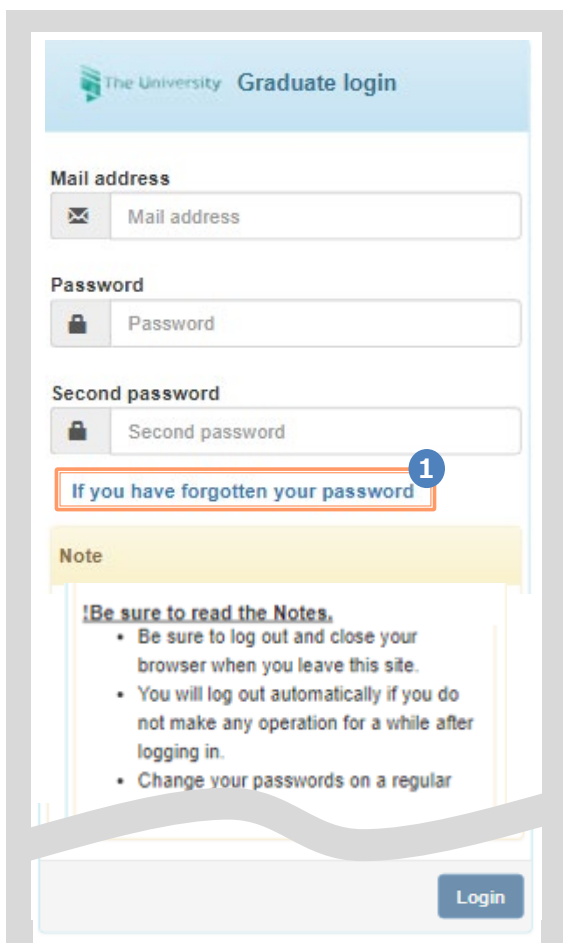 The University Graduate login
Mail address
Mail address
Password
Password
Second password
Second password
1
If you have forgotten your password
Note
!Be sure to read the Notes.
• Be sure to log out and close your
browser when you leave this site.
• You will log out automatically if you do
not make any operation for a while after
logging in.
• Change your passwords on a regular
Login